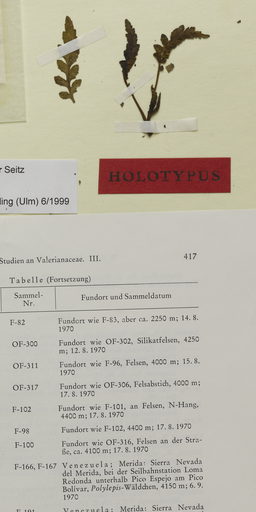 r Seitz
ling (Ulm) 6/1999
HOLOTYPUS
Studien an Valerianaceae. III. 417
Tabelle (Fortsetzung)
Sammel-Nr. Fundort und Sammeldatum
F-82 Fundort wie F-83, aber ca. 2250 m; 14. 8.
1970
OF-300 Fundort wie OF-302, Silikatfelsen, 4250
m; 12. 8. 1970
OF-311 Fundort wie F-96, Felsen, 4000 m; 15. 8.
1970
OF-317 Fundort wie OF-306, Felsabstich, 4000 m;
17. 8. 1970
F-102 Fundort wie F-101, an Felsen, N-Hang,
4400 m; 17. 8. 1970
F-98 Fundort wie F-102, 4400 m; 17. 8. 1970
F-100 Fundort wie OF-316, Felsen an der Stra-
ße, ca. 4100 m; 17. 8. 1970
F-166, F-167 Venezuela; Merida: Sierra Nevada
del Merida, bei der Seilbahnstation Loma
Redonda unterhalb Pico Espejo am Pico
Bolivar, Polylepis-Wäldchen, 4150 m; 6. 9.
1970
F-191 Venezuela; Merida: Sierra Nevada